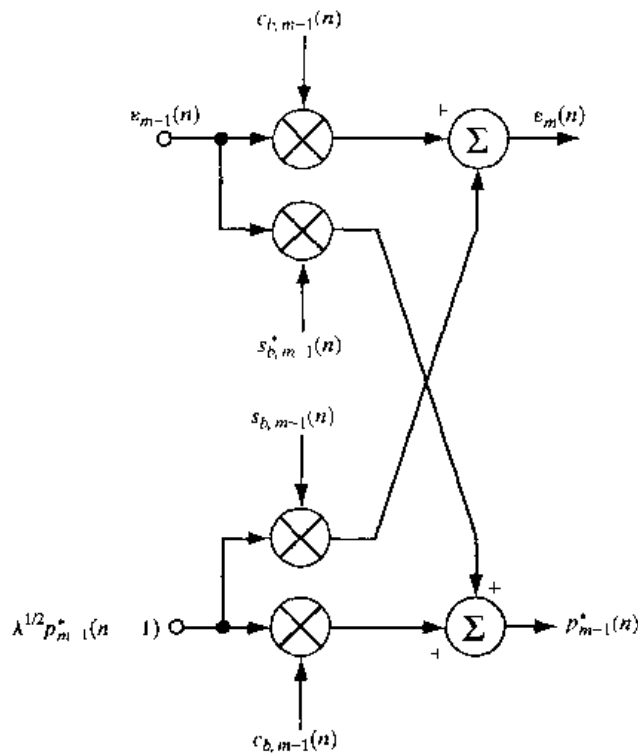 c_{b, m−1}(n)
ε_{m−1}(n)
+
Σ
ε_m(n)
s*_{b, m−1}(n)
s_{b, m−1}(n)
+
λ^{1/2} p*_{m−1}(n 1)
Σ
p*_{m−1}(n)
+
c_{b, m−1}(n)